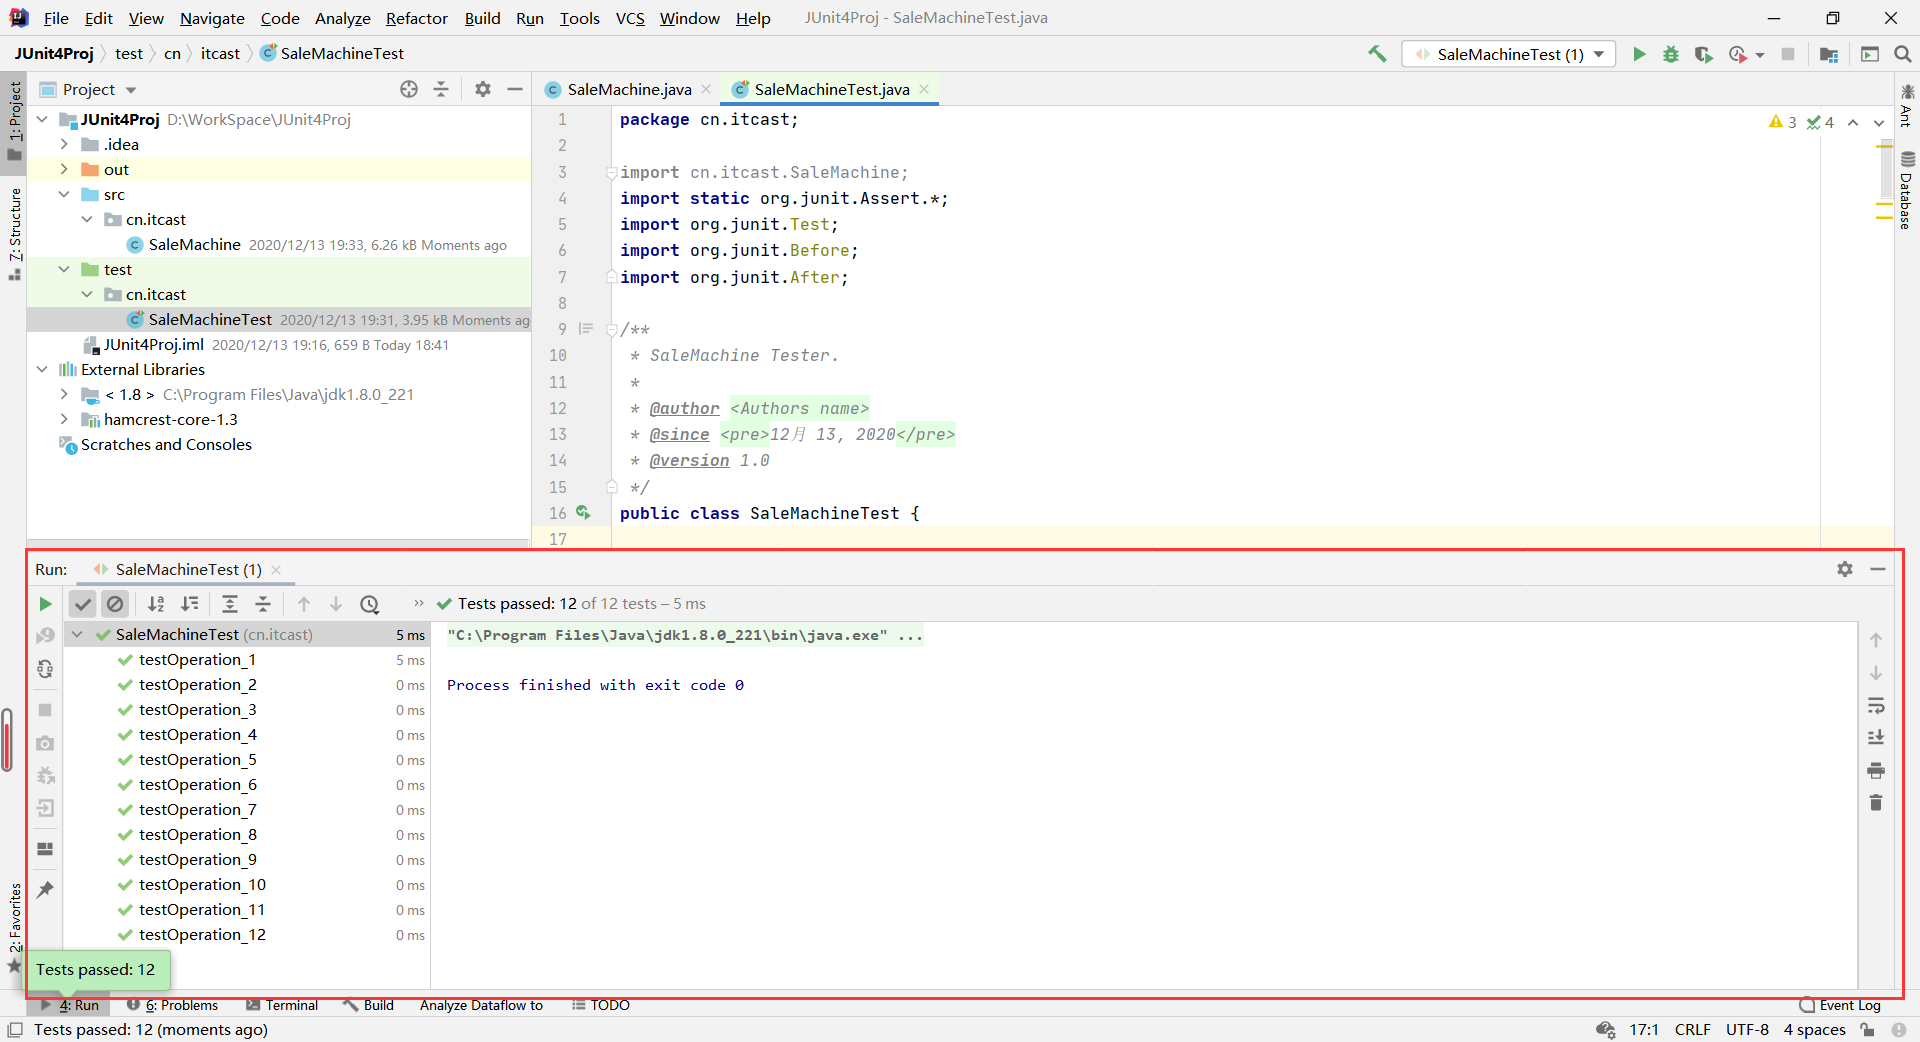 File Edit View Navigate Code Analyze Refactor Build Run Tools VCS Window Help JUnit4Proj - SaleMachineTest.java
JUnit4Proj test cn itcast SaleMachineTest SaleMachineTest (1)
1: Project
7: Structure
2: Favorites
Project
JUnit4Proj D:\WorkSpace\JUnit4Proj
.idea
out
src
cn.itcast
SaleMachine 2020/12/13 19:33, 6.26 kB Moments ago
test
cn.itcast
SaleMachineTest 2020/12/13 19:31, 3.95 kB Moments ag
JUnit4Proj.iml 2020/12/13 19:16, 659 B Today 18:41
External Libraries
< 1.8 > C:\Program Files\Java\jdk1.8.0_221
hamcrest-core-1.3
Scratches and Consoles
SaleMachine.java SaleMachineTest.java
3 4
1 package cn.itcast;
2
3 import cn.itcast.SaleMachine;
4 import static org.junit.Assert.*;
5 import org.junit.Test;
6 import org.junit.Before;
7 import org.junit.After;
8
9 /**
10 * SaleMachine Tester.
11 *
12 * @author <Authors name>
13 * @since <pre>12月 13, 2020</pre>
14 * @version 1.0
15 */
16 public class SaleMachineTest {
17
Ant
Database
Run: SaleMachineTest (1)
Tests passed: 12 of 12 tests – 5 ms
SaleMachineTest (cn.itcast) 5 ms
testOperation_1 5 ms
testOperation_2 0 ms
testOperation_3 0 ms
testOperation_4 0 ms
testOperation_5 0 ms
testOperation_6 0 ms
testOperation_7 0 ms
testOperation_8 0 ms
testOperation_9 0 ms
testOperation_10 0 ms
testOperation_11 0 ms
testOperation_12 0 ms
"C:\Program Files\Java\jdk1.8.0_221\bin\java.exe" ...
Process finished with exit code 0
Tests passed: 12
4: Run 6: Problems Terminal Build Analyze Dataflow to TODO Event Log
Tests passed: 12 (moments ago) 17:1 CRLF UTF-8 4 spaces